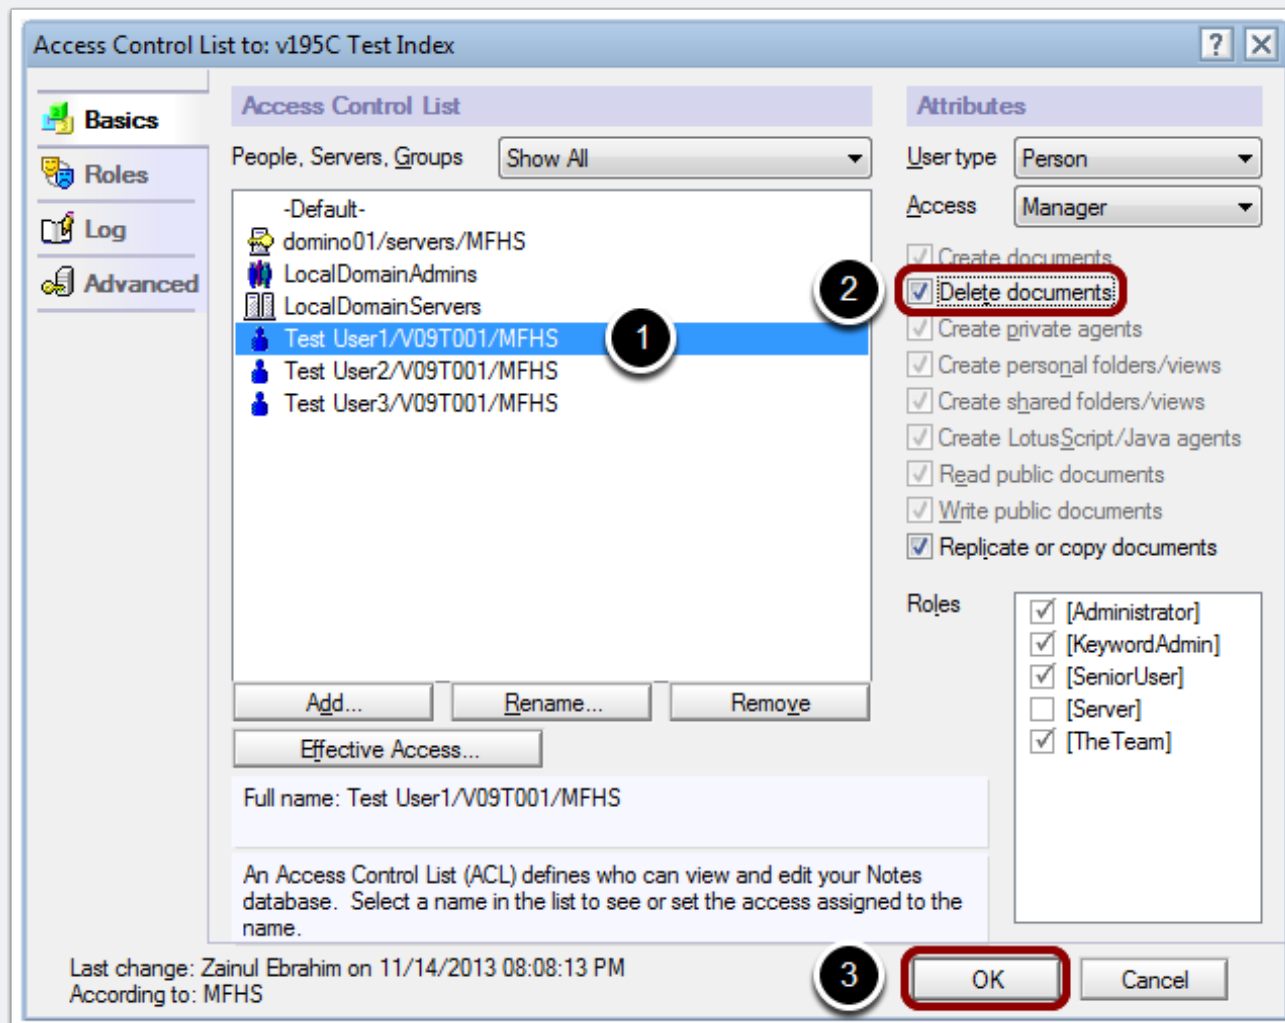 Access Control List to: v195C Test Index
? X
Basics
Roles
Log
Advanced
Access Control List
People, Servers, Groups Show All
-Default-
domino01/servers/MFHS
LocalDomainAdmins
LocalDomainServers
Test User1/V09T001/MFHS
1
Test User2/V09T001/MFHS
Test User3/V09T001/MFHS
Add... Rename... Remove
Effective Access...
Full name: Test User1/V09T001/MFHS
An Access Control List (ACL) defines who can view and edit your Notes
database. Select a name in the list to see or set the access assigned to the
name.
Attributes
User type Person
Access Manager
Create documents
2
Delete documents
Create private agents
Create personal folders/views
Create shared folders/views
Create LotusScript/Java agents
Read public documents
Write public documents
Replicate or copy documents
Roles
[Administrator]
[KeywordAdmin]
[SeniorUser]
[Server]
[TheTeam]
Last change: Zainul Ebrahim on 11/14/2013 08:08:13 PM
According to: MFHS
3
OK Cancel